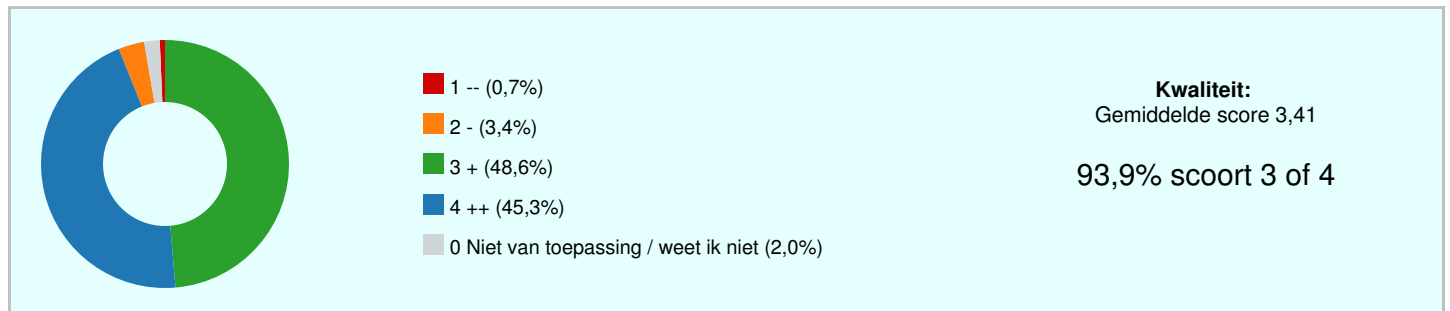 1 -- (0,7%)
2 - (3,4%)
3 + (48,6%)
4 ++ (45,3%)
0 Niet van toepassing / weet ik niet (2,0%)
Kwaliteit:
Gemiddelde score 3,41
93,9% scoort 3 of 4